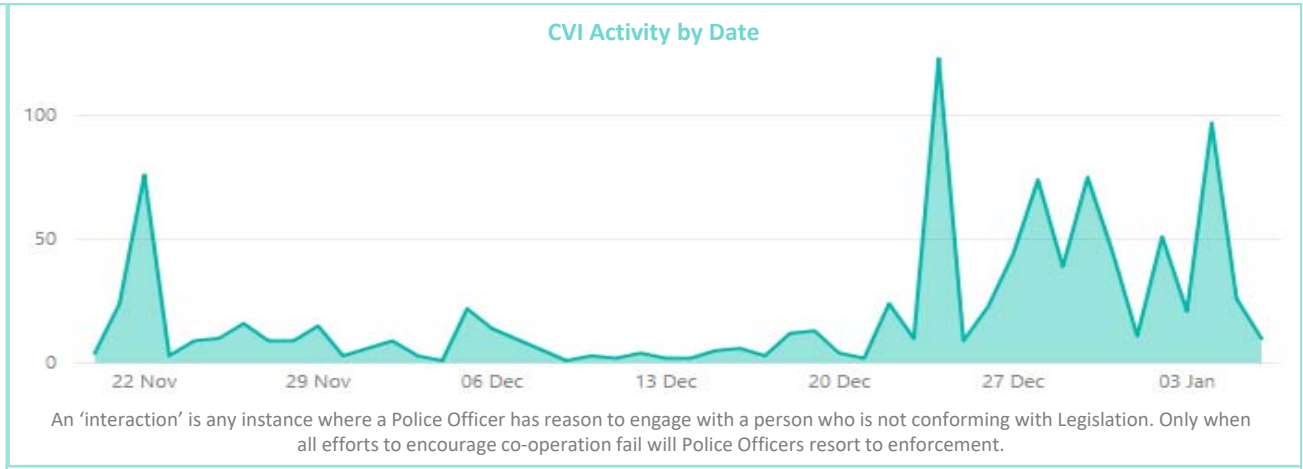 CVI Activity by Date
100
50
0
22 Nov 29 Nov 06 Dec 13 Dec 20 Dec 27 Dec 03 Jan
An ‘interaction’ is any instance where a Police Officer has reason to engage with a person who is not conforming with Legislation. Only when
all efforts to encourage co-operation fail will Police Officers resort to enforcement.